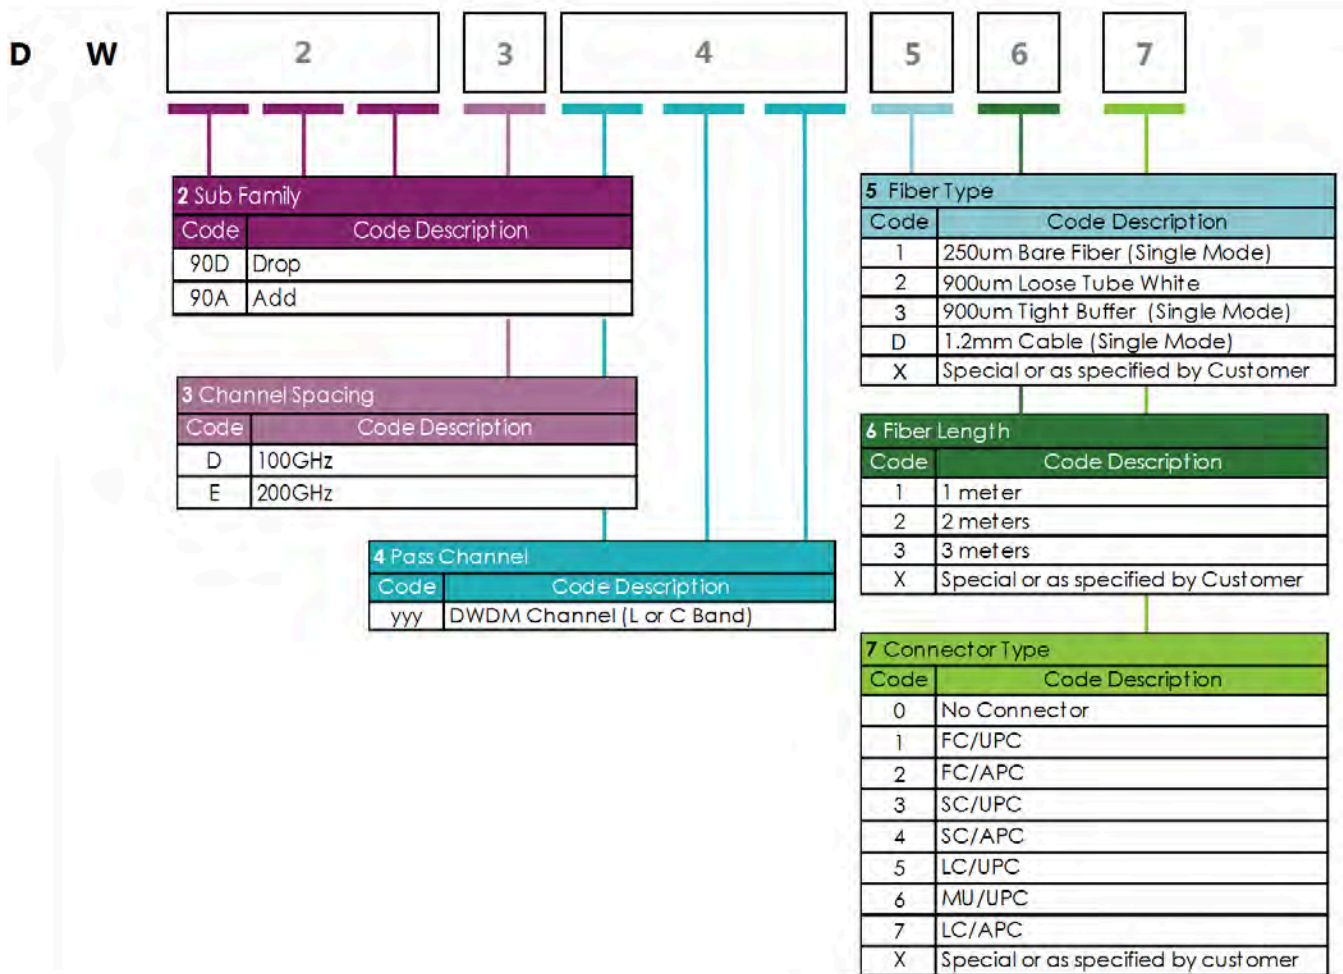 D W 2 3 4 5 6 7
2 Sub Family
Code Code Description
90D Drop
90A Add
3 Channel Spacing
Code Code Description
D 100GHz
E 200GHz
4 Pass Channel
Code Code Description
yyy DWDM Channel (L or C Band)
5 Fiber Type
Code Code Description
1 250um Bare Fiber (Single Mode)
2 900um Loose Tube White
3 900um Tight Buffer (Single Mode)
D 1.2mm Cable (Single Mode)
X Special or as specified by Customer
6 Fiber Length
Code Code Description
1 1 meter
2 2 meters
3 3 meters
X Special or as specified by Customer
7 Connector Type
Code Code Description
0 No Connector
1 FC/UPC
2 FC/APC
3 SC/UPC
4 SC/APC
5 LC/UPC
6 MU/UPC
7 LC/APC
X Special or as specified by customer